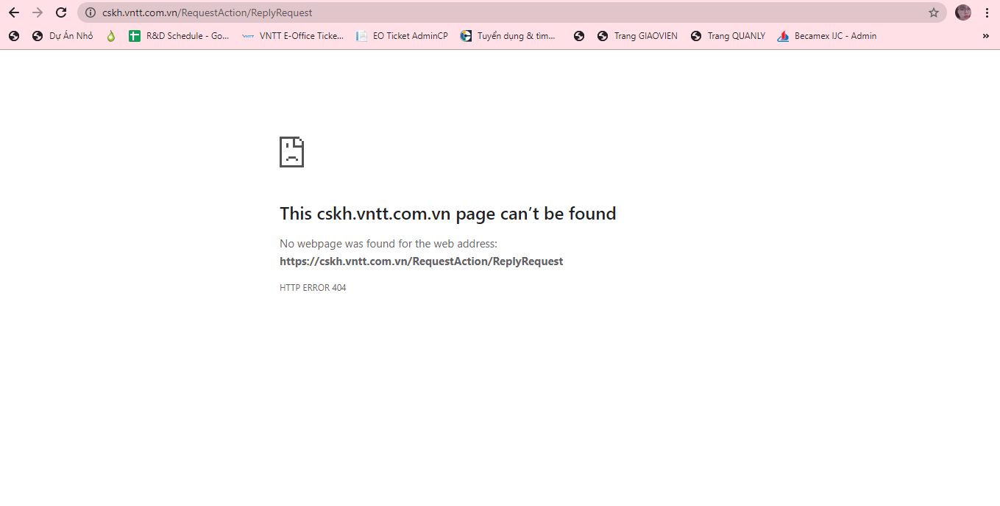 cskh.vntt.com.vn/RequestAction/ReplyRequest
Dự Án Nhỏ R&D Schedule - Go... VNTT VNTT E-Office Ticke... EO Ticket AdminCP Tuyển dụng & tìm... Trang GIAOVIEN Trang QUANLY Becamex IJC - Admin »
This cskh.vntt.com.vn page can't be found
No webpage was found for the web address:
https://cskh.vntt.com.vn/RequestAction/ReplyRequest
HTTP ERROR 404